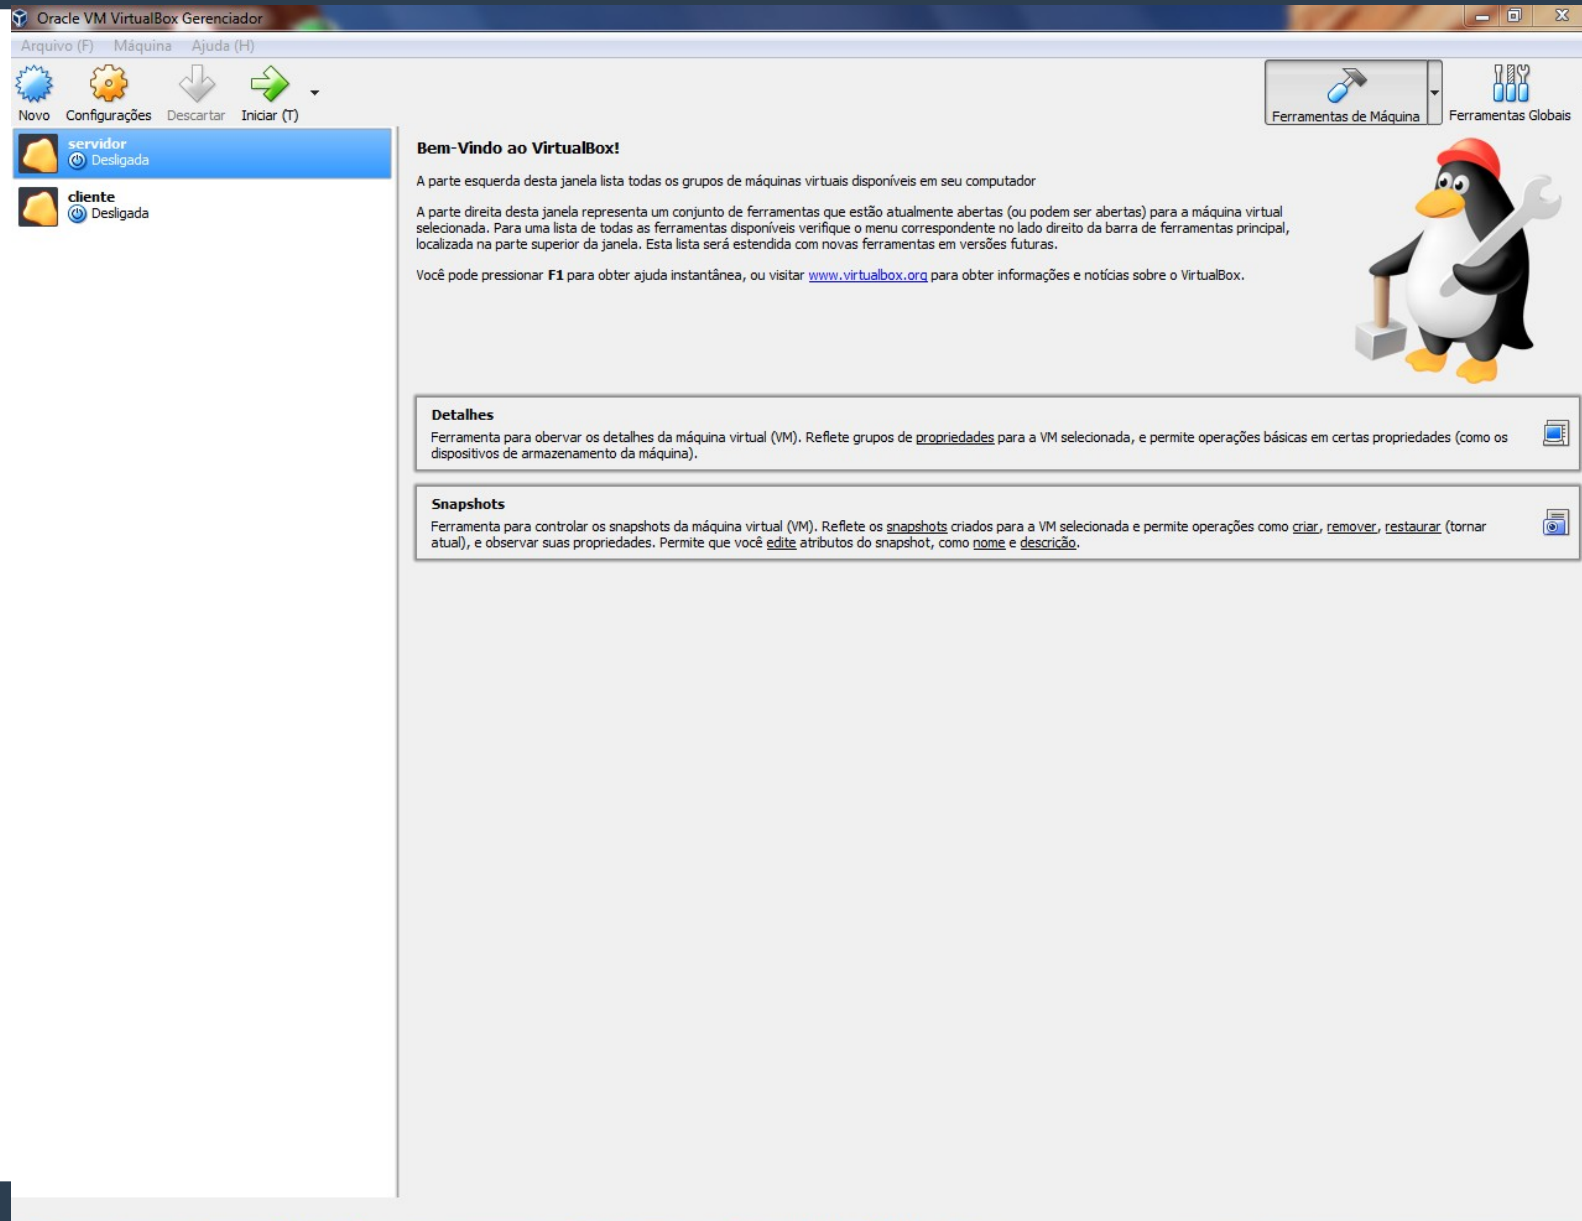 Oracle VM VirtualBox Gerenciador
Arquivo (F) Máquina Ajuda (H)
Novo Configurações Descartar Iniciar (T) Ferramentas de Máquina Ferramentas Globais
servidor
Desligada
cliente
Desligada
Bem-Vindo ao VirtualBox!
A parte esquerda desta janela lista todas os grupos de máquinas virtuais disponíveis em seu computador
A parte direita desta janela representa um conjunto de ferramentas que estão atualmente abertas (ou podem ser abertas) para a máquina virtual
selecionada. Para uma lista de todas as ferramentas disponíveis verifique o menu correspondente no lado direito da barra de ferramentas principal,
localizada na parte superior da janela. Esta lista será estendida com novas ferramentas em versões futuras.
Você pode pressionar F1 para obter ajuda instantânea, ou visitar www.virtualbox.org para obter informações e notícias sobre o VirtualBox.
Detalhes
Ferramenta para obervar os detalhes da máquina virtual (VM). Reflete grupos de propriedades para a VM selecionada, e permite operações básicas em certas propriedades (como os
dispositivos de armazenamento da máquina).
Snapshots
Ferramenta para controlar os snapshots da máquina virtual (VM). Reflete os snapshots criados para a VM selecionada e permite operações como criar, remover, restaurar (tornar
atual), e observar suas propriedades. Permite que você edite atributos do snapshot, como nome e descrição.